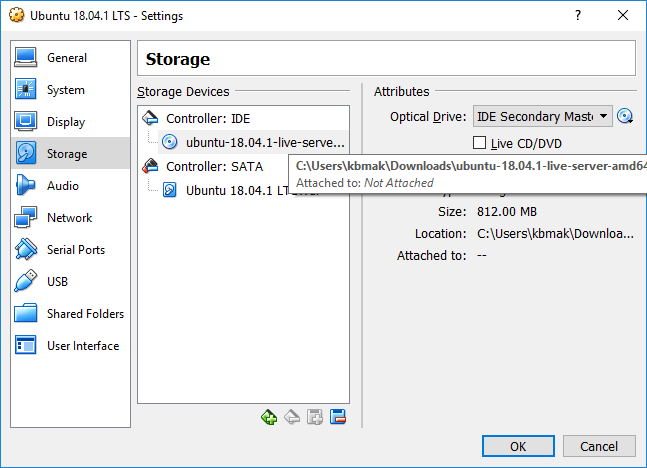 Ubuntu 18.04.1 LTS - Settings
?
General
System
Display
Storage
Audio
Network
Serial Ports
USB
Shared Folders
User Interface
Storage
Storage Devices
Controller: IDE
ubuntu-18.04.1-live-serve...
Controller: SATA
Ubuntu 18.04.1 LT
Attributes
Optical Drive: IDE Secondary Maste
Live CD/DVD
C:\Users\kbmak\Downloads\ubuntu-18.04.1-live-server-amd64
Attached to: Not Attached
Size: 812.00 MB
Location: C:\Users\kbmak\Downloa...
Attached to: --
OK
Cancel